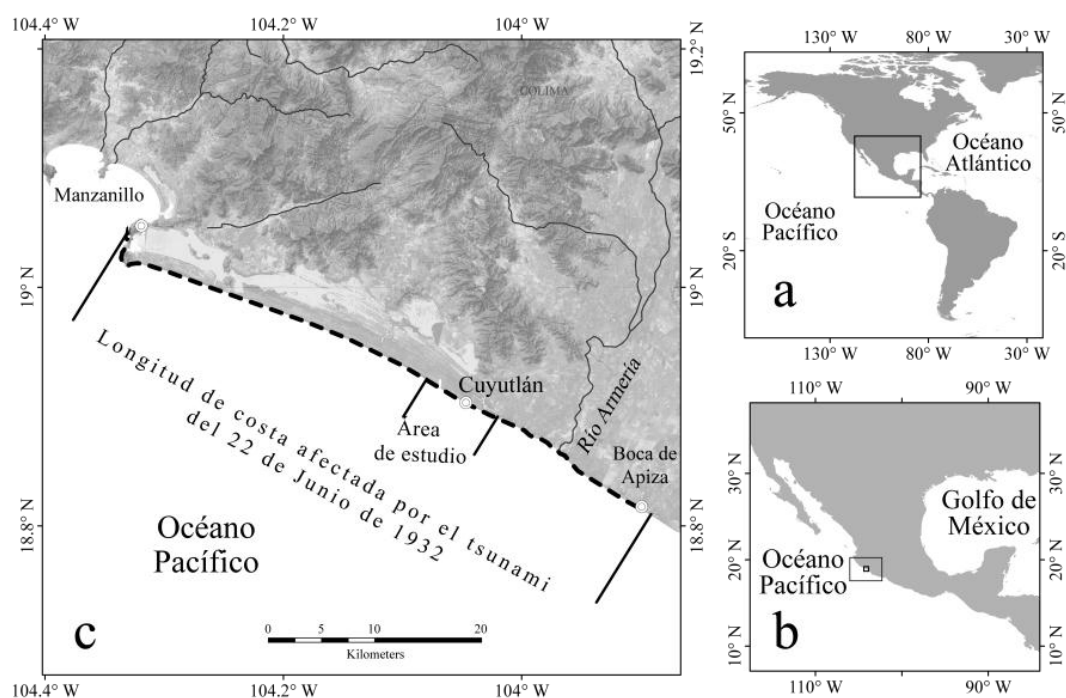 104.4° W
104.2° W
104° W
19.2° N
COLIMA
Manzanillo
19° N
19° N
Longitud de costa afectada por el tsunami
del 22 de Junio de 1932
Cuyutlán
Área
de estudio
Río Armería
Boca de
Apiza
18.8° N
18.8° N
Océano
Pacífico
c
0
5
10
20
Kilometers
104.4° W
104.2° W
104° W
130° W
80° W
30° W
50° N
50° N
Océano
Atlántico
Océano
Pacífico
20° S
20° S
a
130° W
80° W
30° W
110° W
90° W
30° N
30° N
Golfo de
México
Océano
Pacífico
20° N
20° N
10° N
10° N
b
110° W
90° W